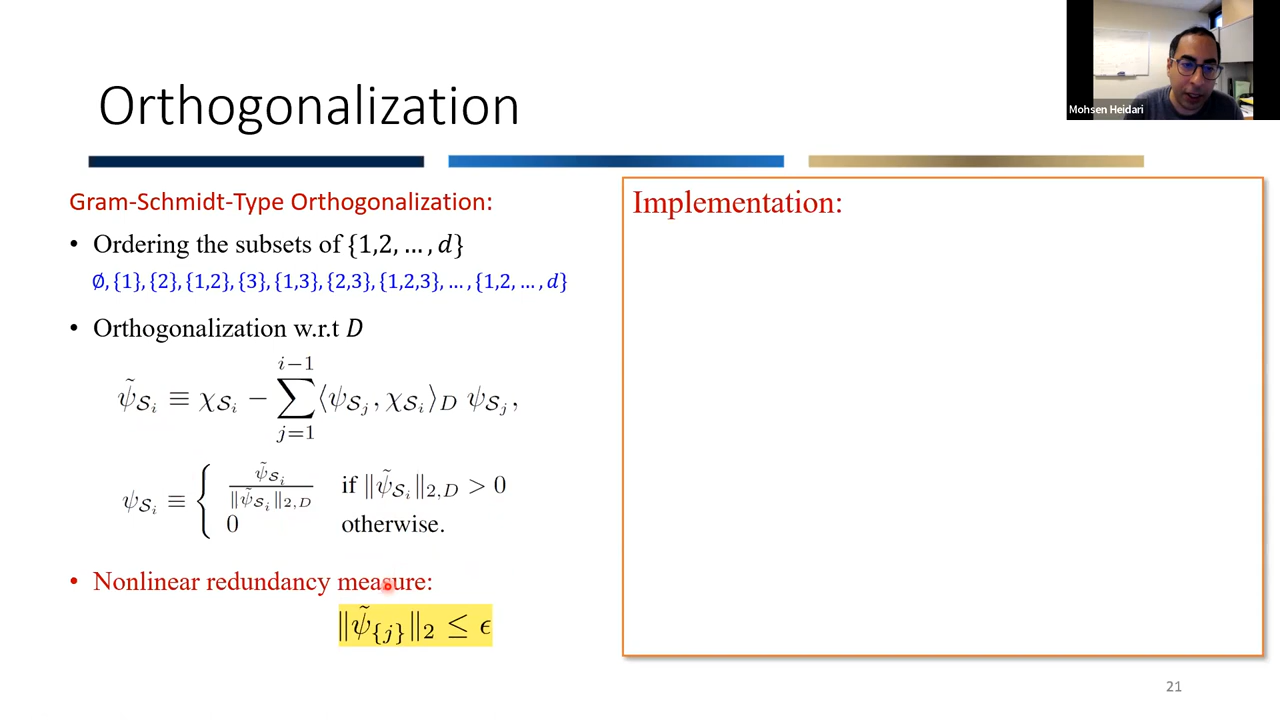 Mohsen Heidari
Orthogonalization
Gram-Schmidt-Type Orthogonalization:
• Ordering the subsets of {1,2, … , d}
∅, {1}, {2}, {1,2}, {3}, {1,3}, {2,3}, {1,2,3}, … , {1,2, … , d}
• Orthogonalization w.r.t D
ψ̃_{S_i} ≡ χ_{S_i} − ∑_{j=1}^{i−1} ⟨ψ_{S_j}, χ_{S_i}⟩_D ψ_{S_j},
ψ_{S_i} ≡ { ψ̃_{S_i} / ‖ψ̃_{S_i}‖_{2,D} if ‖ψ̃_{S_i}‖_{2,D} > 0
0 otherwise.
• Nonlinear redundancy measure:
‖ψ̃_{{j}}‖_2 ≤ ϵ
Implementation:
21